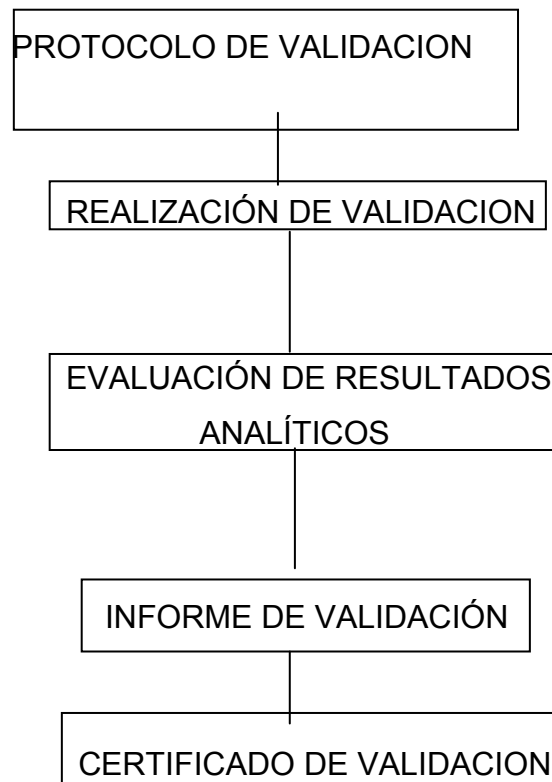 PROTOCOLO DE VALIDACION
REALIZACIÓN DE VALIDACION
EVALUACIÓN DE RESULTADOS
ANALÍTICOS
INFORME DE VALIDACIÓN
CERTIFICADO DE VALIDACION